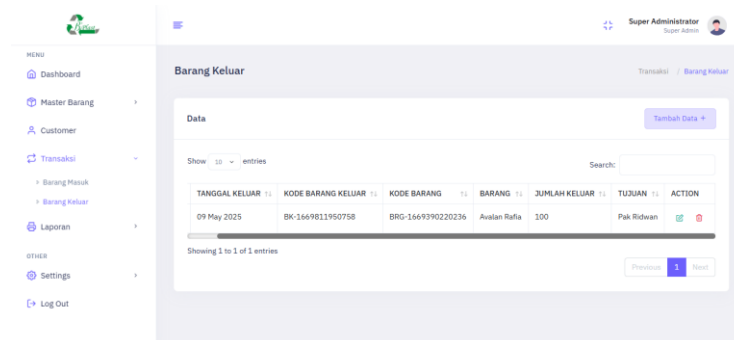 Super Administrator
Super Admin
MENU
Dashboard
Master Barang
Customer
Transaksi
Barang Masuk
Barang Keluar
Laporan
OTHER
Settings
Log Out
Barang Keluar
Transaksi / Barang Keluar
Data
Tambah Data +
Show 10 entries
Search:
TANGGAL KELUAR KODE BARANG KELUAR KODE BARANG BARANG JUMLAH KELUAR TUJUAN ACTION
09 May 2025 BK-1669811950758 BRG-1669390220236 Avalan Rafia 100 Pak Ridwan
Showing 1 to 1 of 1 entries
Previous 1 Next